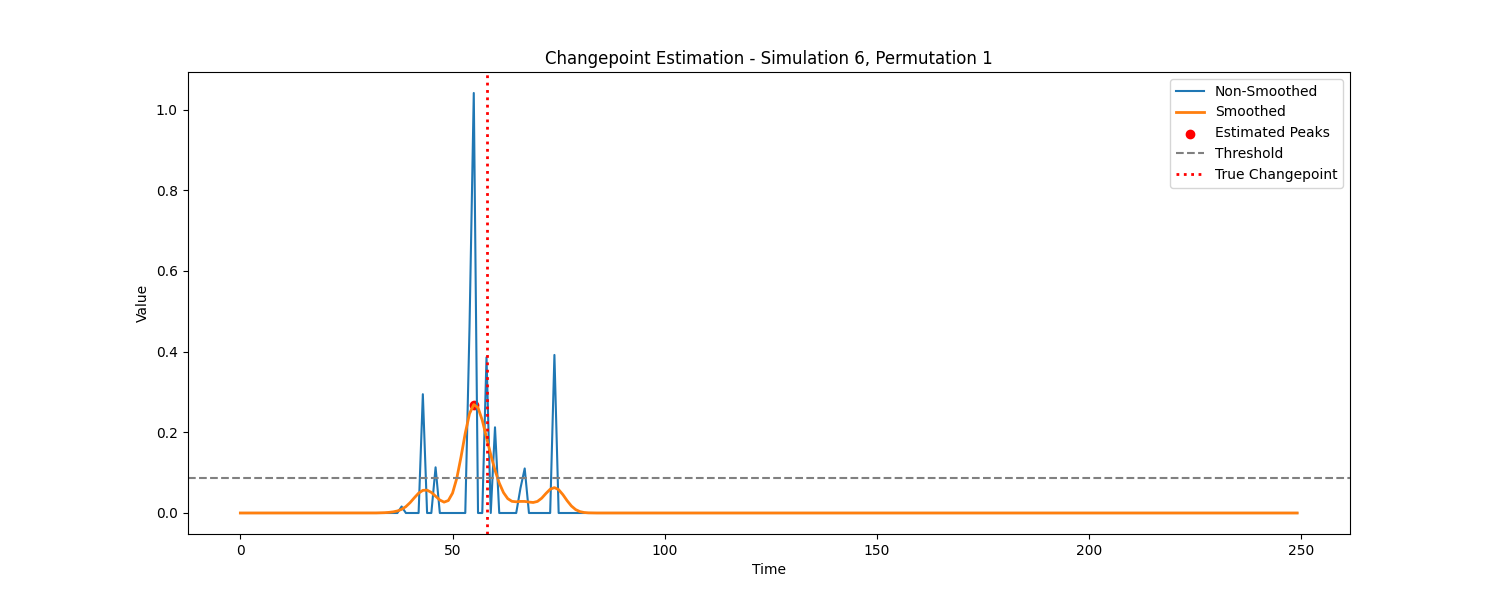 Changepoint Estimation - Simulation 6, Permutation 1
Non-Smoothed
Smoothed
Estimated Peaks
Threshold
True Changepoint
Value
1.0
0.8
0.6
0.4
0.2
0.0
0
50
100
150
200
250
Time